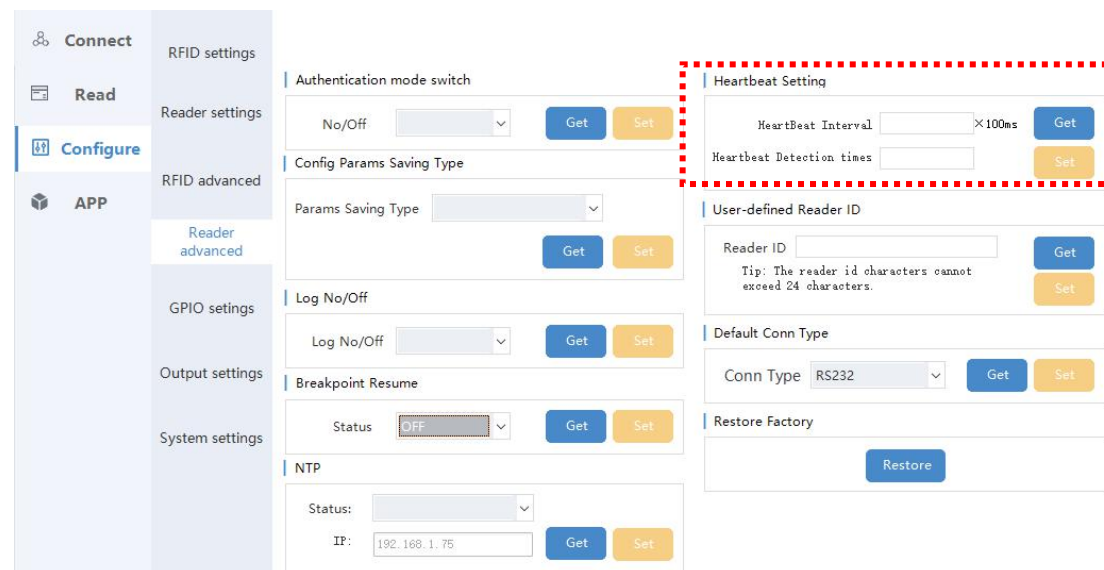 Connect
Read
Configure
APP
RFID settings
Reader settings
RFID advanced
Reader
advanced
GPIO setings
Output settings
System settings
Authentication mode switch
No/Off
Get
Set
Config Params Saving Type
Params Saving Type
Get
Set
Log No/Off
Log No/Off
Get
Set
Breakpoint Resume
Status
OFF
Get
Set
NTP
Status:
IP:
192.168.1.75
Get
Set
Heartbeat Setting
HeartBeat Interval
×100ms
Get
Heartbeat Detection times
Set
User-defined Reader ID
Reader ID
Get
Tip: The reader id characters cannot
exceed 24 characters.
Set
Default Conn Type
Conn Type
RS232
Get
Set
Restore Factory
Restore